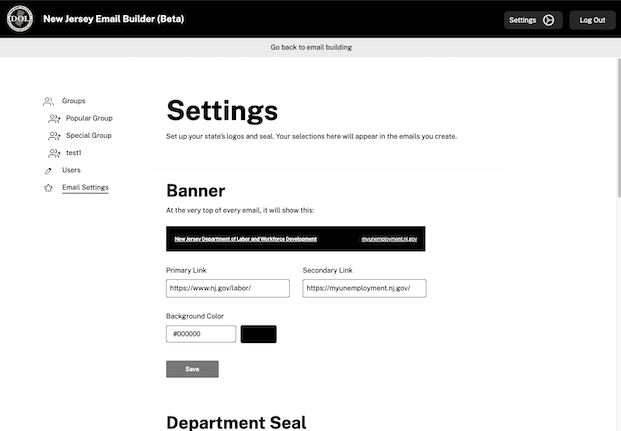 DOL
New Jersey Email Builder (Beta)
Settings
Log Out
Go back to email building
Groups
Popular Group
Special Group
test1
Users
Email Settings
Settings
Set up your state's logos and seal. Your selections here will appear in the emails you create.
Banner
At the very top of every email, it will show this:
New Jersey Department of Labor and Workforce Development
myunemployment.nj.gov
Primary Link
Secondary Link
https://www.nj.gov/labor/
https://myunemployment.nj.gov/
Background Color
#000000
Save
Department Seal